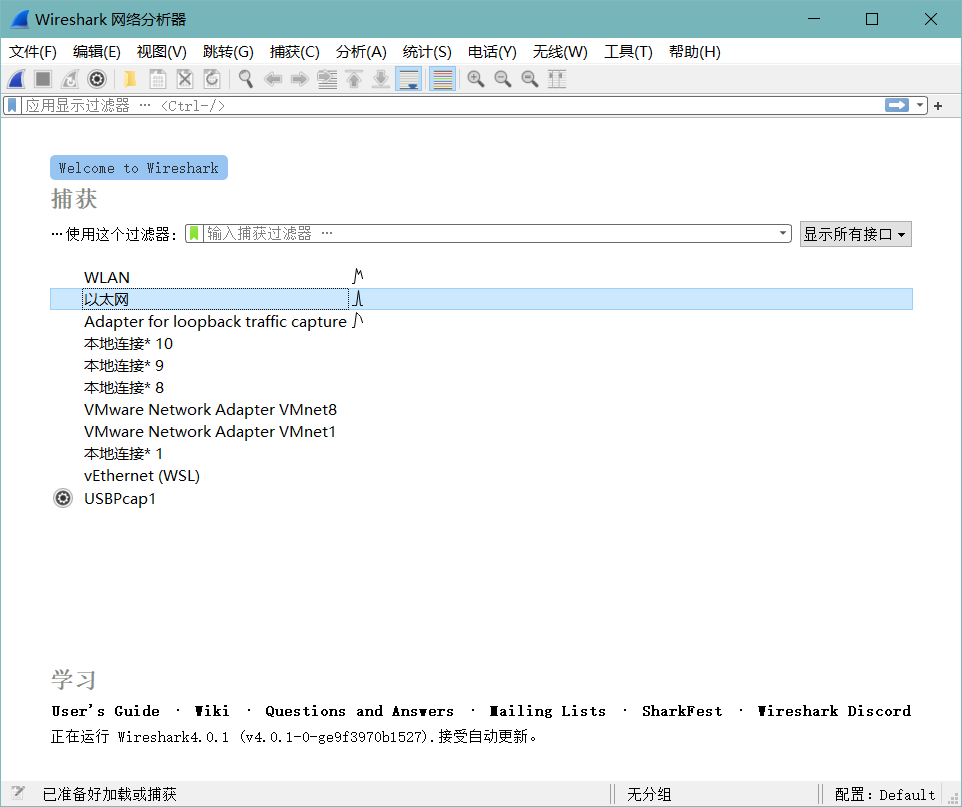 Wireshark 网络分析器
文件(F) 编辑(E) 视图(V) 跳转(G) 捕获(C) 分析(A) 统计(S) 电话(Y) 无线(W) 工具(T) 帮助(H)
应用显示过滤器 … <Ctrl-/>
Welcome to Wireshark
捕获
…使用这个过滤器: 输入捕获过滤器 … 显示所有接口
WLAN
以太网
Adapter for loopback traffic capture
本地连接* 10
本地连接* 9
本地连接* 8
VMware Network Adapter VMnet8
VMware Network Adapter VMnet1
本地连接* 1
vEthernet (WSL)
USBPcap1
学习
User's Guide · Wiki · Questions and Answers · Mailing Lists · SharkFest · Wireshark Discord
正在运行 Wireshark4.0.1 (v4.0.1-0-ge9f3970b1527).接受自动更新。
已准备好加载或捕获 无分组 配置：Default